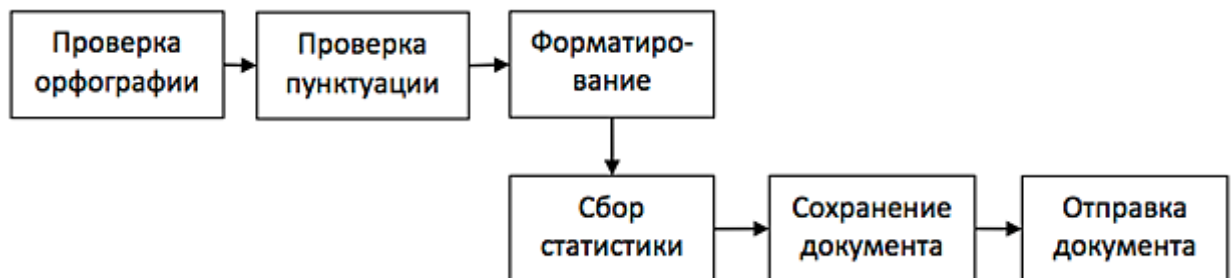 Проверка
орфографии
Проверка
пунктуации
Форматиро-
вание
Сбор
статистики
Сохранение
документа
Отправка
документа